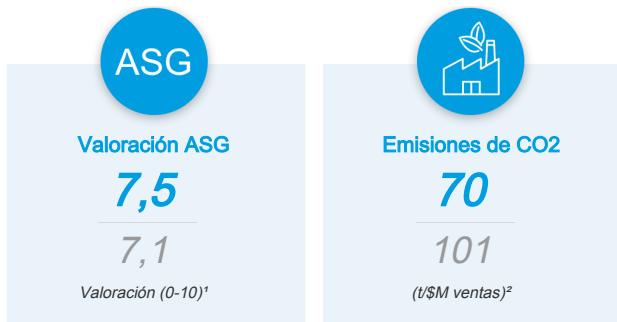 ASG
Valoración ASG
7,5
7,1
Valoración (0-10)¹
Emisiones de CO2
70
101
(t/$M ventas)²